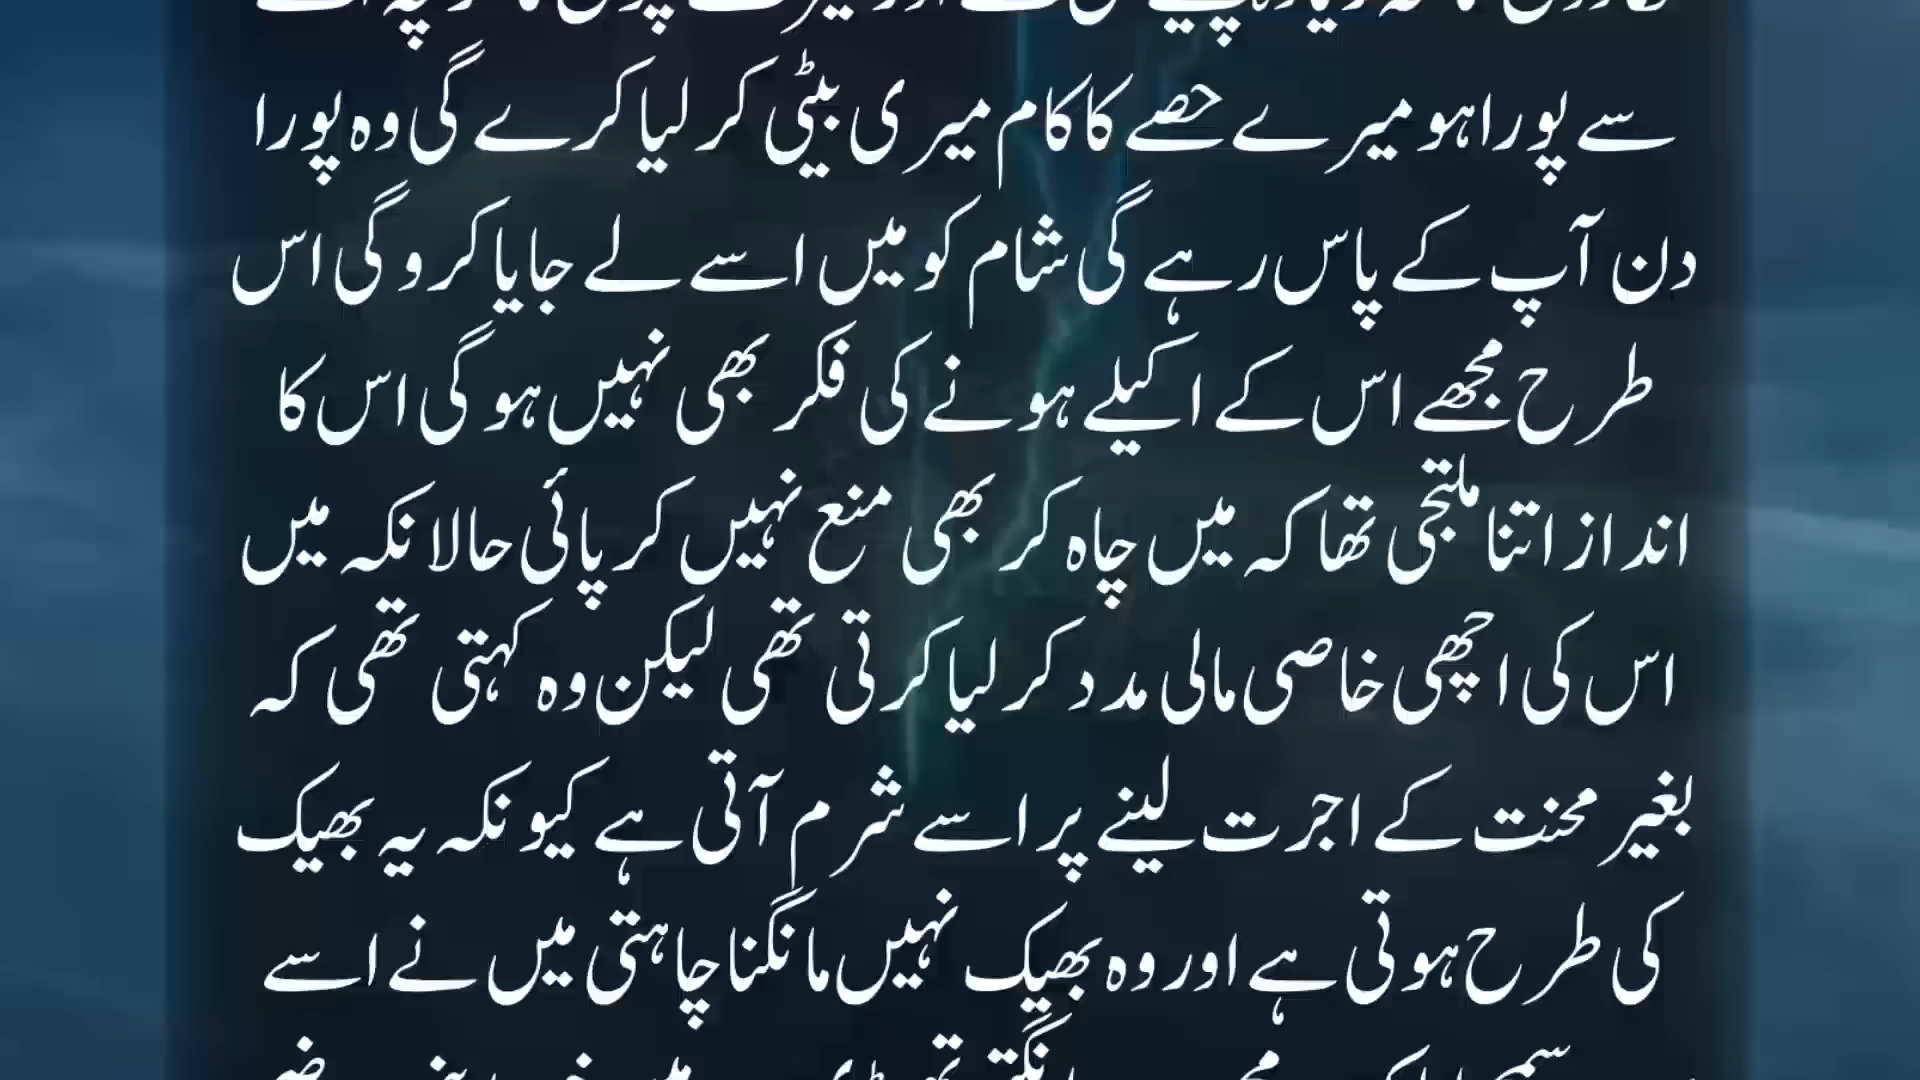 سے پورا ہو میرے حصے کا کام میری بیٹی کر لیا کرے گی وہ پورا
دن آپ کے پاس رہے گی شام کو میں اسے لے جایا کرو گی اس
طرح مجھے اس کے اکیلے ہونے کی فکر بھی نہیں ہو گی اس کا
انداز اتنا ملتجی تھا کہ میں چاہ کر بھی منع نہیں کر پائی حالانکہ میں
اس کی اچھی خاصی مالی مدد کر لیا کرتی تھی لیکن وہ کہتی تھی کہ
بغیر محنت کے اجرت لینے پر اسے شرم آتی ہے کیونکہ یہ بھیک
کی طرح ہوتی ہے اور وہ بھیک نہیں مانگنا چاہتی میں نے اسے